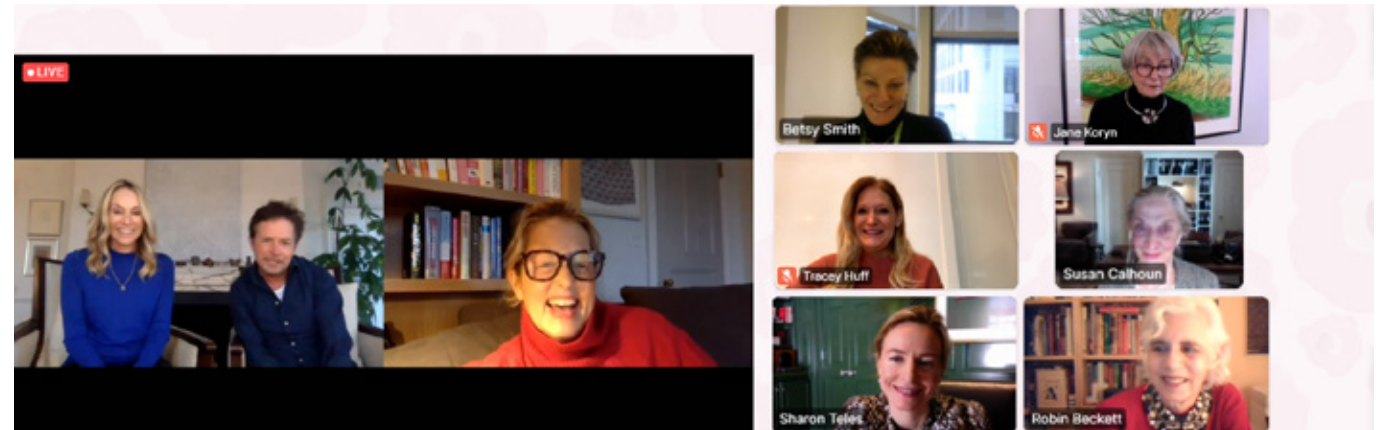 LIVE
Betsy Smith
Jane Koryn
Tracey Huff
Susan Calhoun
Sharon Teles
Robin Beckett